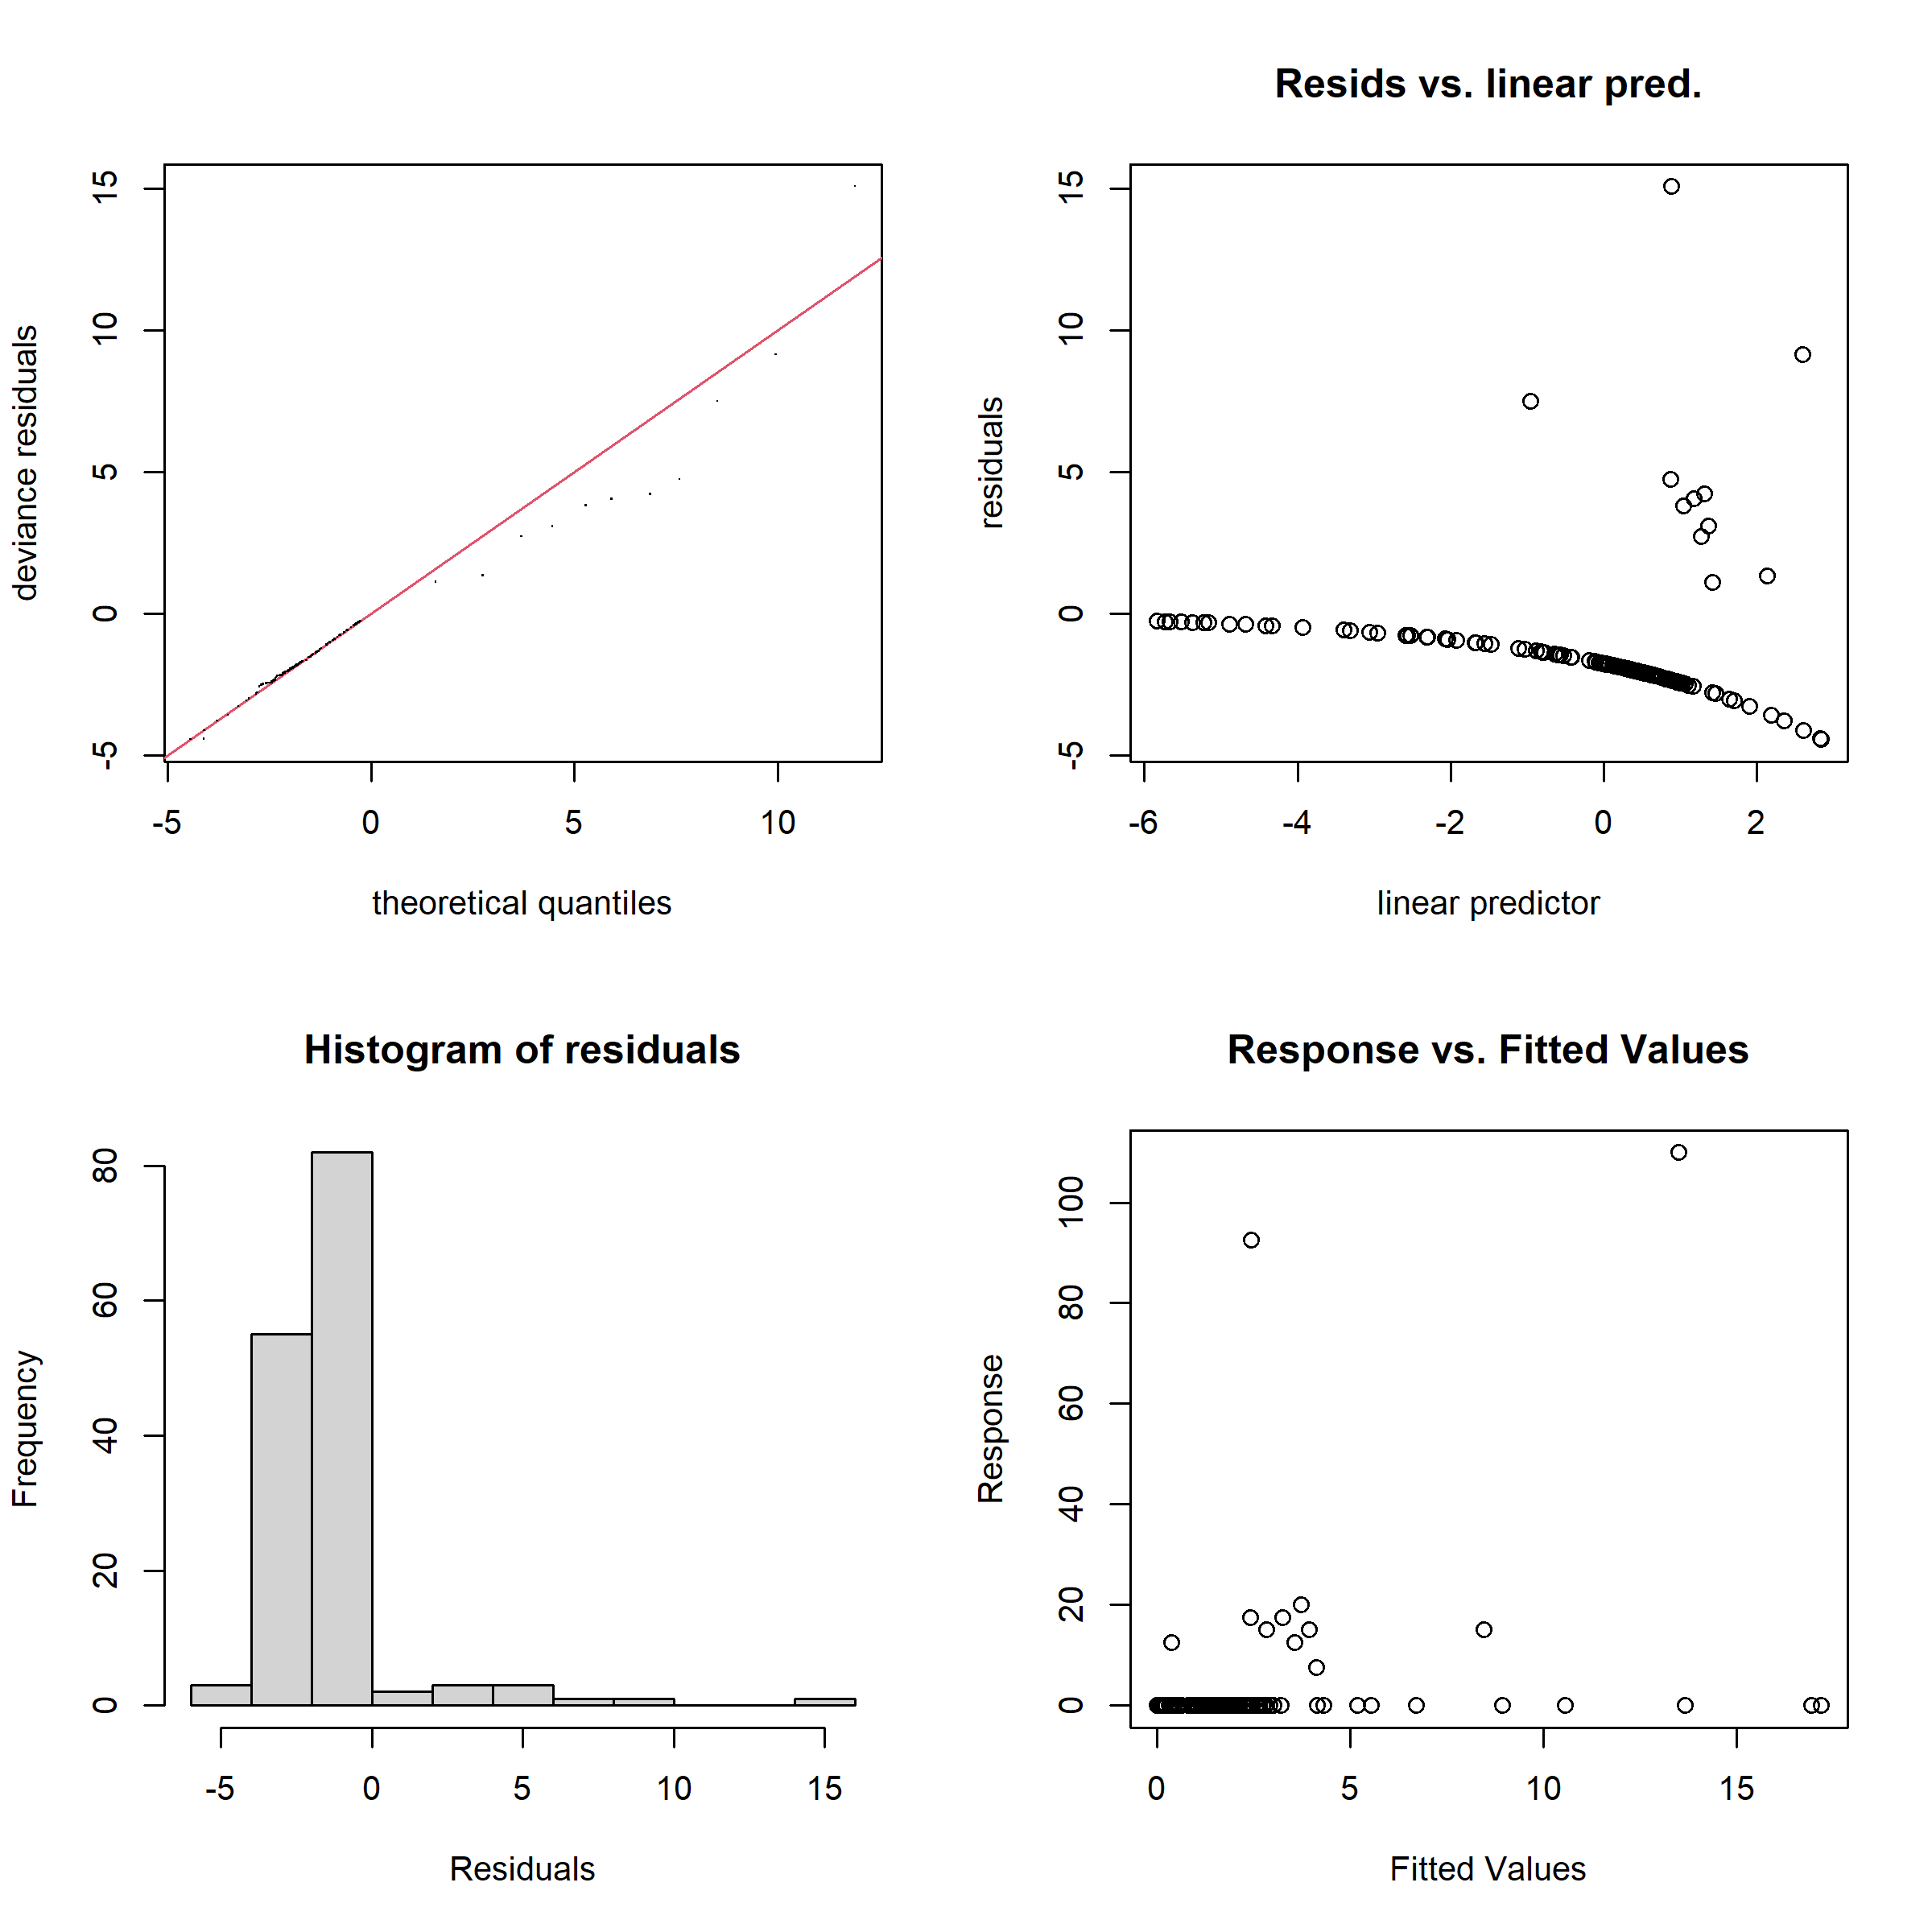 deviance residuals
15
10
5
0
-5
-5 0 5 10
theoretical quantiles
Resids vs. linear pred.
residuals
15
10
5
0
-5
-6 -4 -2 0 2
linear predictor
Histogram of residuals
Frequency
80
60
40
20
0
-5 0 5 10 15
Residuals
Response vs. Fitted Values
Response
100
80
60
40
20
0
0 5 10 15
Fitted Values